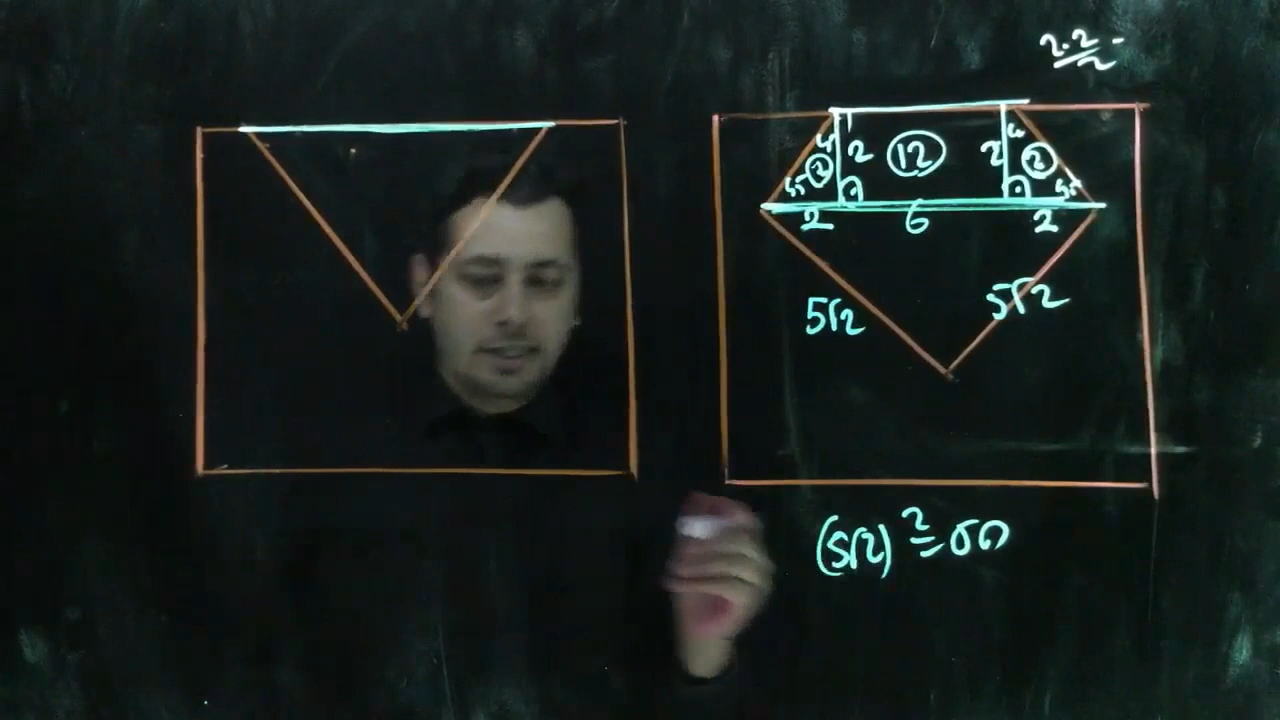 2·2/2 -
45 2 12 2 45
2 2
45 45
2 6 2
5√2 5√2
(5√2)² = 50